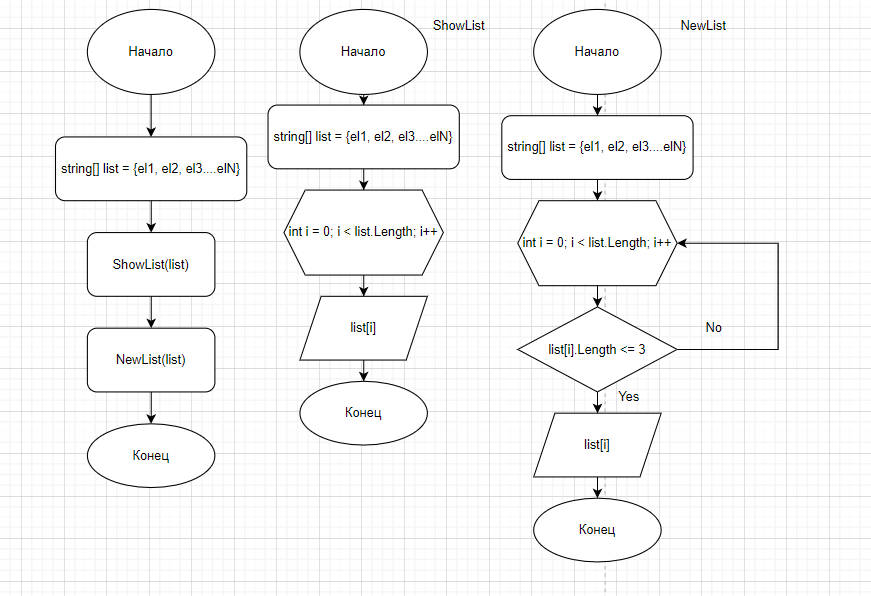 Начало
string[] list = {el1, el2, el3....elN}
ShowList(list)
NewList(list)
Конец
ShowList
Начало
string[] list = {el1, el2, el3....elN}
int i = 0; i < list.Length; i++
list[i]
Конец
NewList
Начало
string[] list = {el1, el2, el3....elN}
int i = 0; i < list.Length; i++
list[i].Length <= 3
No
Yes
list[i]
Конец